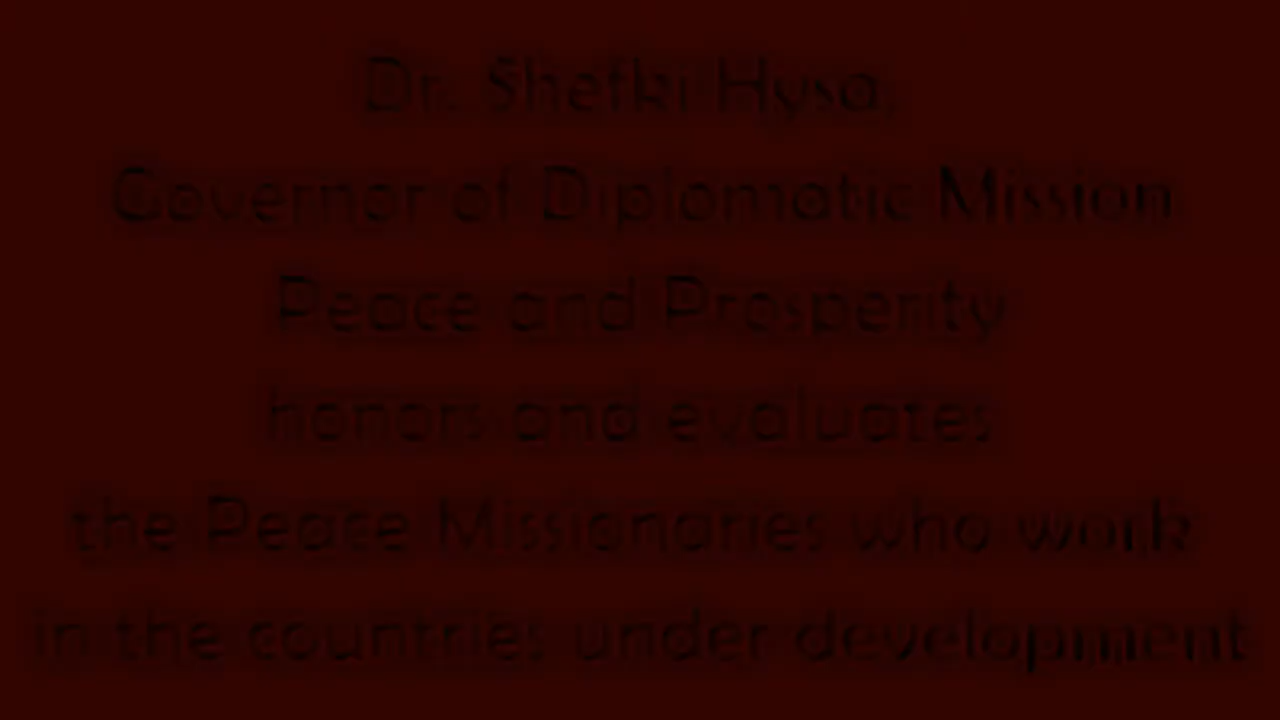 Dr. Shefki Hysa,
Governor of Diplomatic Mission
Peace and Prosperity
honors and evaluates
the Peace Missionaries who work
in the countries under development